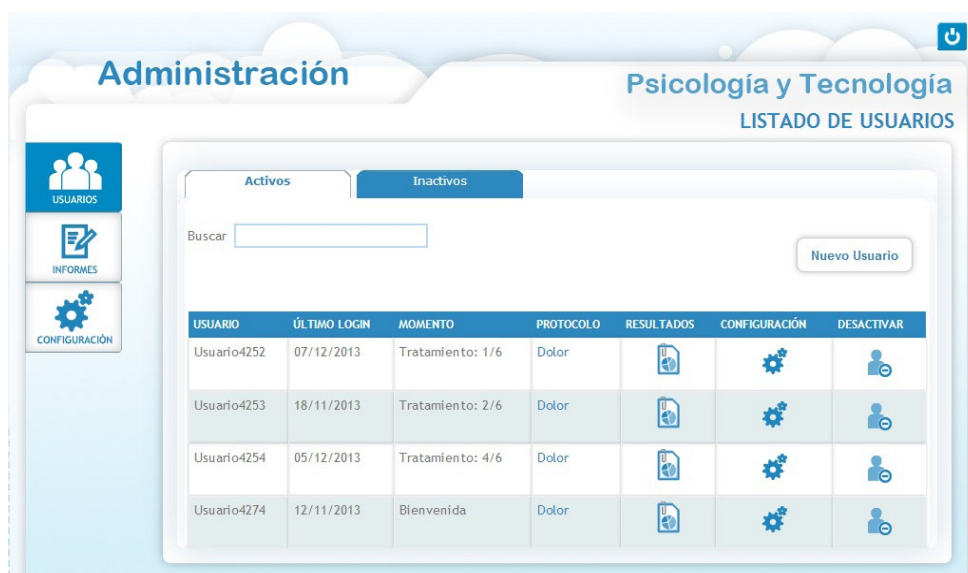 Administración
Psicología y Tecnología
LISTADO DE USUARIOS
USUARIOS
INFORMES
CONFIGURACIÓN
Activos Inactivos
Buscar
Nuevo Usuario
USUARIO ÚLTIMO LOGIN MOMENTO PROTOCOLO RESULTADOS CONFIGURACIÓN DESACTIVAR
Usuario4252 07/12/2013 Tratamiento: 1/6 Dolor
Usuario4253 18/11/2013 Tratamiento: 2/6 Dolor
Usuario4254 05/12/2013 Tratamiento: 4/6 Dolor
Usuario4274 12/11/2013 Bienvenida Dolor